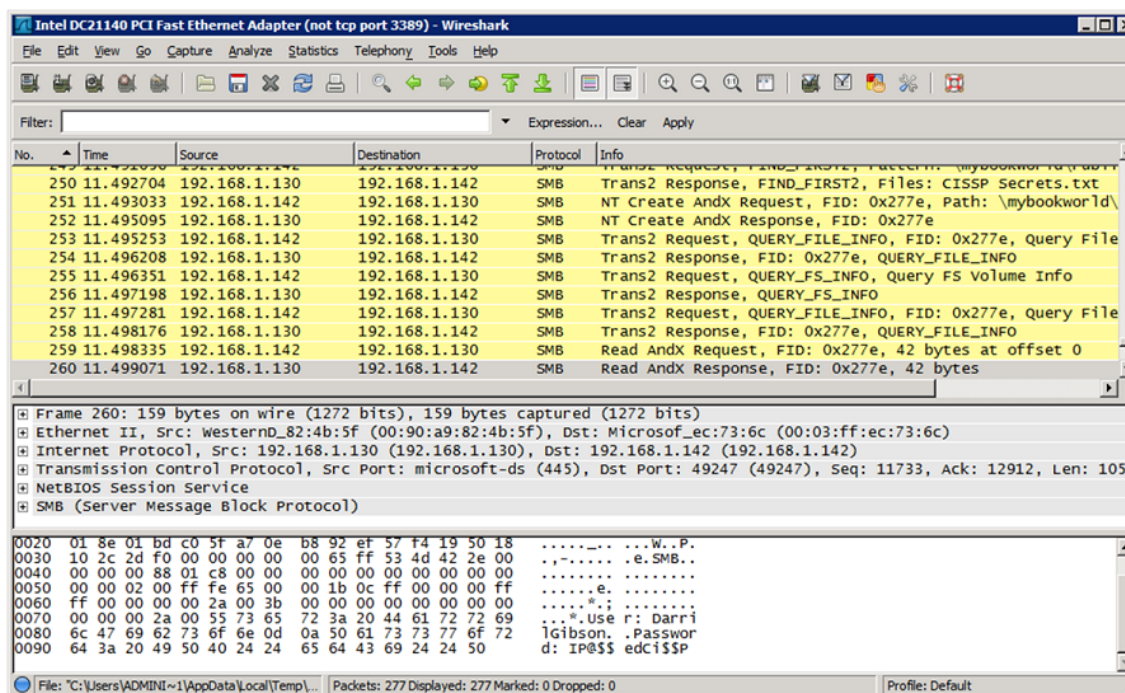 Intel DC21140 PCI Fast Ethernet Adapter (not tcp port 3389) - Wireshark
File Edit View Go Capture Analyze Statistics Telephony Tools Help
Filter: Expression... Clear Apply
No. Time Source Destination Protocol Info
250 11.492704 192.168.1.130 192.168.1.142 SMB Trans2 Response, FIND_FIRST2, Files: CISSP Secrets.txt
251 11.493033 192.168.1.142 192.168.1.130 SMB NT Create AndX Request, FID: 0x277e, Path: \mybookworld\
252 11.495095 192.168.1.130 192.168.1.142 SMB NT Create AndX Response, FID: 0x277e
253 11.495253 192.168.1.142 192.168.1.130 SMB Trans2 Request, QUERY_FILE_INFO, FID: 0x277e, Query File
254 11.496208 192.168.1.130 192.168.1.142 SMB Trans2 Response, FID: 0x277e, QUERY_FILE_INFO
255 11.496351 192.168.1.142 192.168.1.130 SMB Trans2 Request, QUERY_FS_INFO, Query FS Volume Info
256 11.497198 192.168.1.130 192.168.1.142 SMB Trans2 Response, QUERY_FS_INFO
257 11.497281 192.168.1.142 192.168.1.130 SMB Trans2 Request, QUERY_FILE_INFO, FID: 0x277e, Query File
258 11.498176 192.168.1.130 192.168.1.142 SMB Trans2 Response, FID: 0x277e, QUERY_FILE_INFO
259 11.498335 192.168.1.142 192.168.1.130 SMB Read AndX Request, FID: 0x277e, 42 bytes at offset 0
260 11.499071 192.168.1.130 192.168.1.142 SMB Read AndX Response, FID: 0x277e, 42 bytes
Frame 260: 159 bytes on wire (1272 bits), 159 bytes captured (1272 bits)
Ethernet II, Src: WesternD_82:4b:5f (00:90:a9:82:4b:5f), Dst: Microsof_ec:73:6c (00:03:ff:ec:73:6c)
Internet Protocol, Src: 192.168.1.130 (192.168.1.130), Dst: 192.168.1.142 (192.168.1.142)
Transmission Control Protocol, Src Port: microsoft-ds (445), Dst Port: 49247 (49247), Seq: 11733, Ack: 12912, Len: 105
NetBIOS Session Service
SMB (Server Message Block Protocol)
0020 01 8e 01 bd c0 5f a7 0e b8 92 ef 57 f4 19 50 18 ....._.. ...W..P.
0030 10 2c 2d f0 00 00 00 00 00 65 ff 53 4d 42 2e 00 .,-..... .e.SMB..
0040 00 00 00 88 01 c8 00 00 00 00 00 00 00 00 00 00 ........ ........
0050 00 00 02 00 ff fe 65 00 00 1b 0c ff 00 00 00 ff ......e. ........
0060 ff 00 00 00 00 2a 00 3b 00 00 00 00 00 00 00 00 .....*.; ........
0070 00 00 00 2a 00 55 73 65 72 3a 20 44 61 72 72 69 ...*.Use r: Darri
0080 6c 47 69 62 73 6f 6e 0d 0a 50 61 73 73 77 6f 72 lGibson. .Passwor
0090 64 3a 20 49 50 40 24 24 65 64 43 69 24 24 50 d: IP@$$ edCi$$P
File: "C:\Users\ADMINI~1\AppData\Local\Temp\... Packets: 277 Displayed: 277 Marked: 0 Dropped: 0 Profile: Default